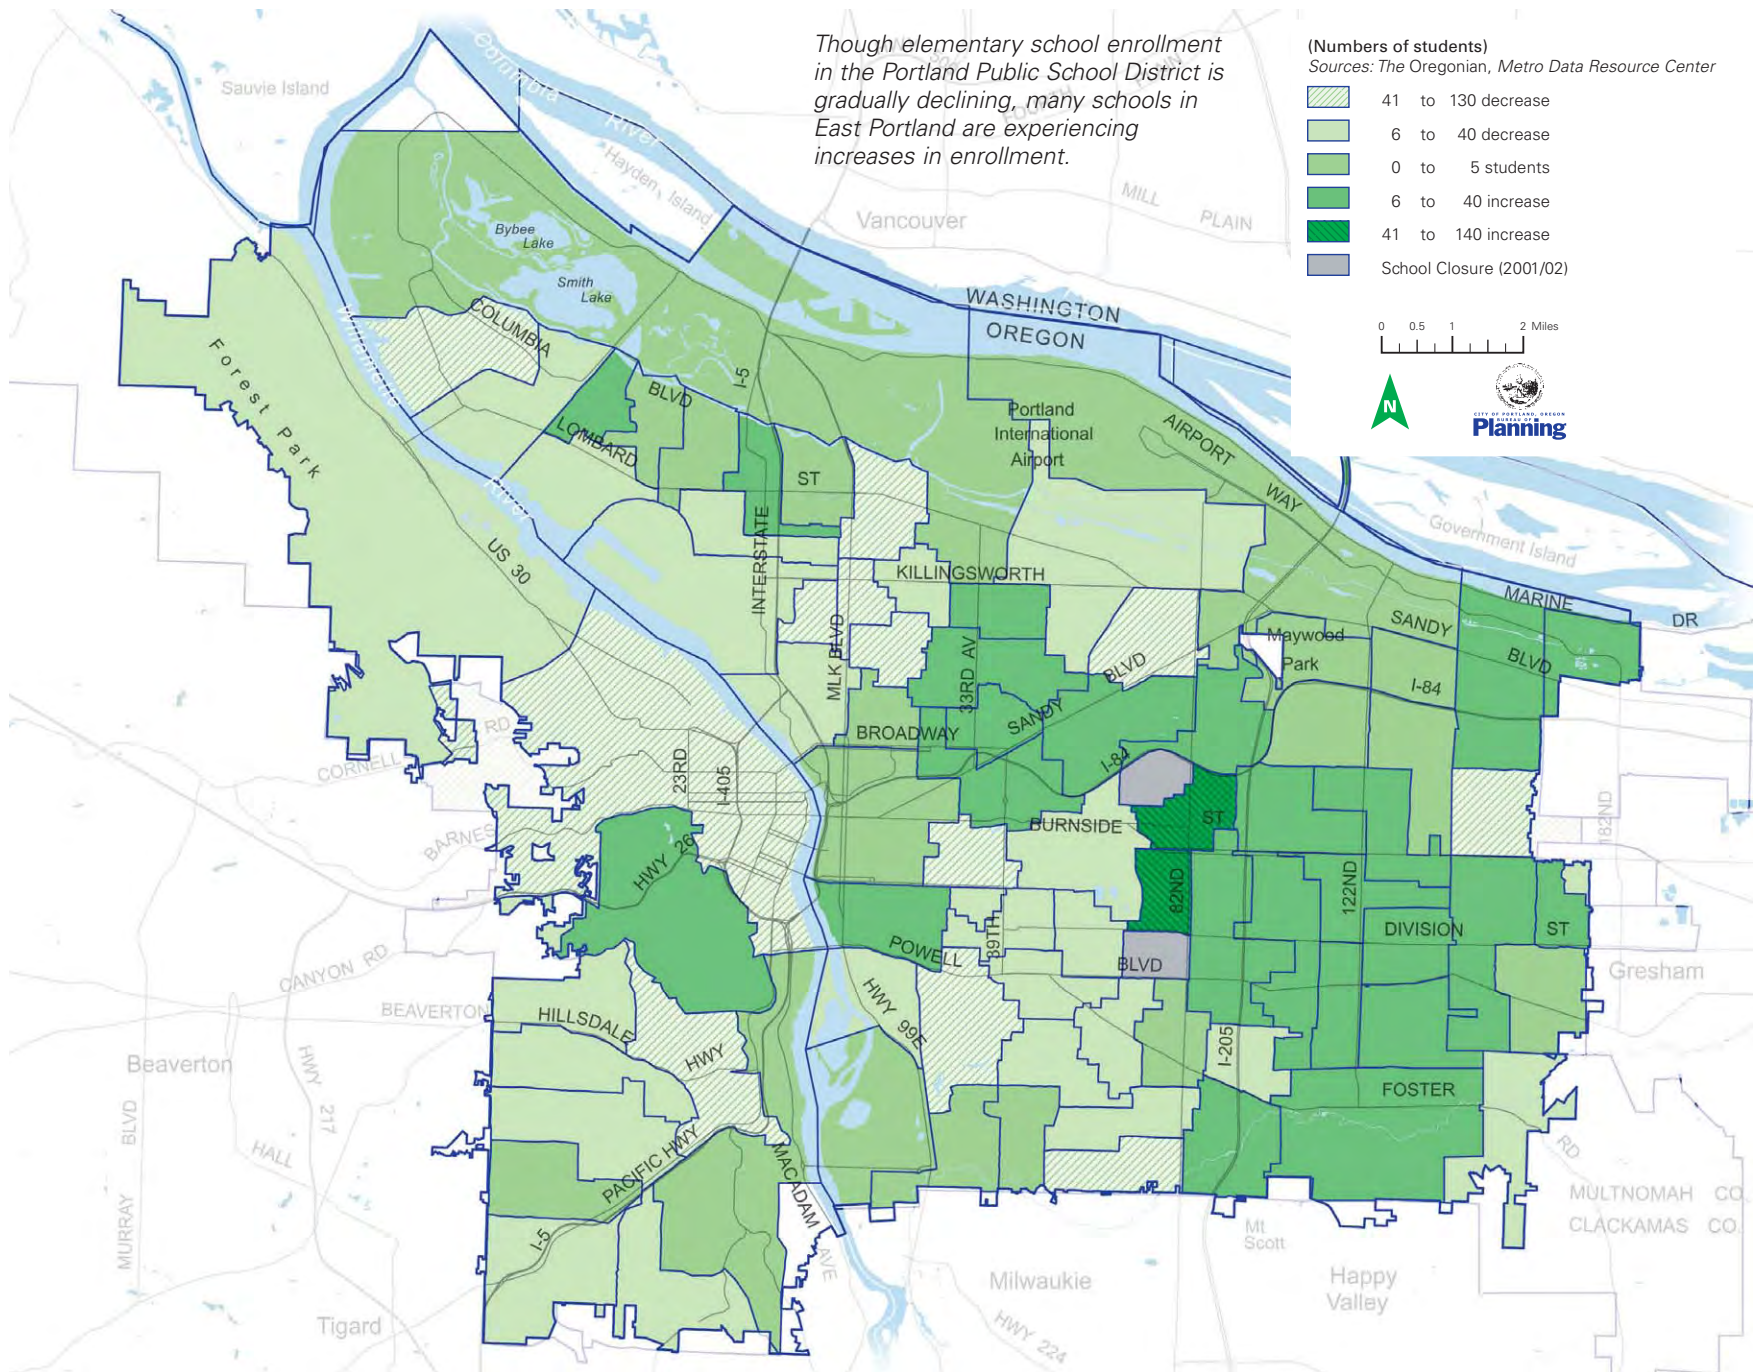 Though elementary school enrollment
in the Portland Public School District is
gradually declining, many schools in
East Portland are experiencing
increases in enrollment.
(Numbers of students)
Sources: The Oregonian, Metro Data Resource Center
41 to 130 decrease
6 to 40 decrease
0 to 5 students
6 to 40 increase
41 to 140 increase
School Closure (2001/02)
0 0.5 1 2 Miles
N
CITY OF PORTLAND, OREGON
BUREAU OF
Planning
Sauvie Island
Columbia
River
Hayden Island
FOURTH
PLAIN
MILL
PLAIN
Vancouver
Bybee
Lake
Smith
Lake
WASHINGTON
OREGON
COLUMBIA
BLVD
Willamette
River
Forest Park
I-5
LOMBARD
ST
Portland
International
Airport
AIRPORT
WAY
Government Island
US 30
INTERSTATE
KILLINGSWORTH
MARINE
DR
MLK BLVD
33RD AV
SANDY
BLVD
Maywood
Park
SANDY
BLVD
I-84
BROADWAY
I-84
23RD
I-405
CORNELL
RD
BARNES
HWY 26
BURNSIDE
ST
82ND
122ND
182ND
DIVISION
ST
POWELL
BLVD
39TH
Gresham
CANYON RD
BEAVERTON
HILLSDALE
HWY
HWY 99E
I-205
FOSTER
RD
Beaverton
HWY 217
HALL
MURRAY BLVD
PACIFIC HWY
MACADAM
AVE
I-5
MULTNOMAH CO.
CLACKAMAS CO.
Mt
Scott
Milwaukie
Happy
Valley
HWY 224
Tigard